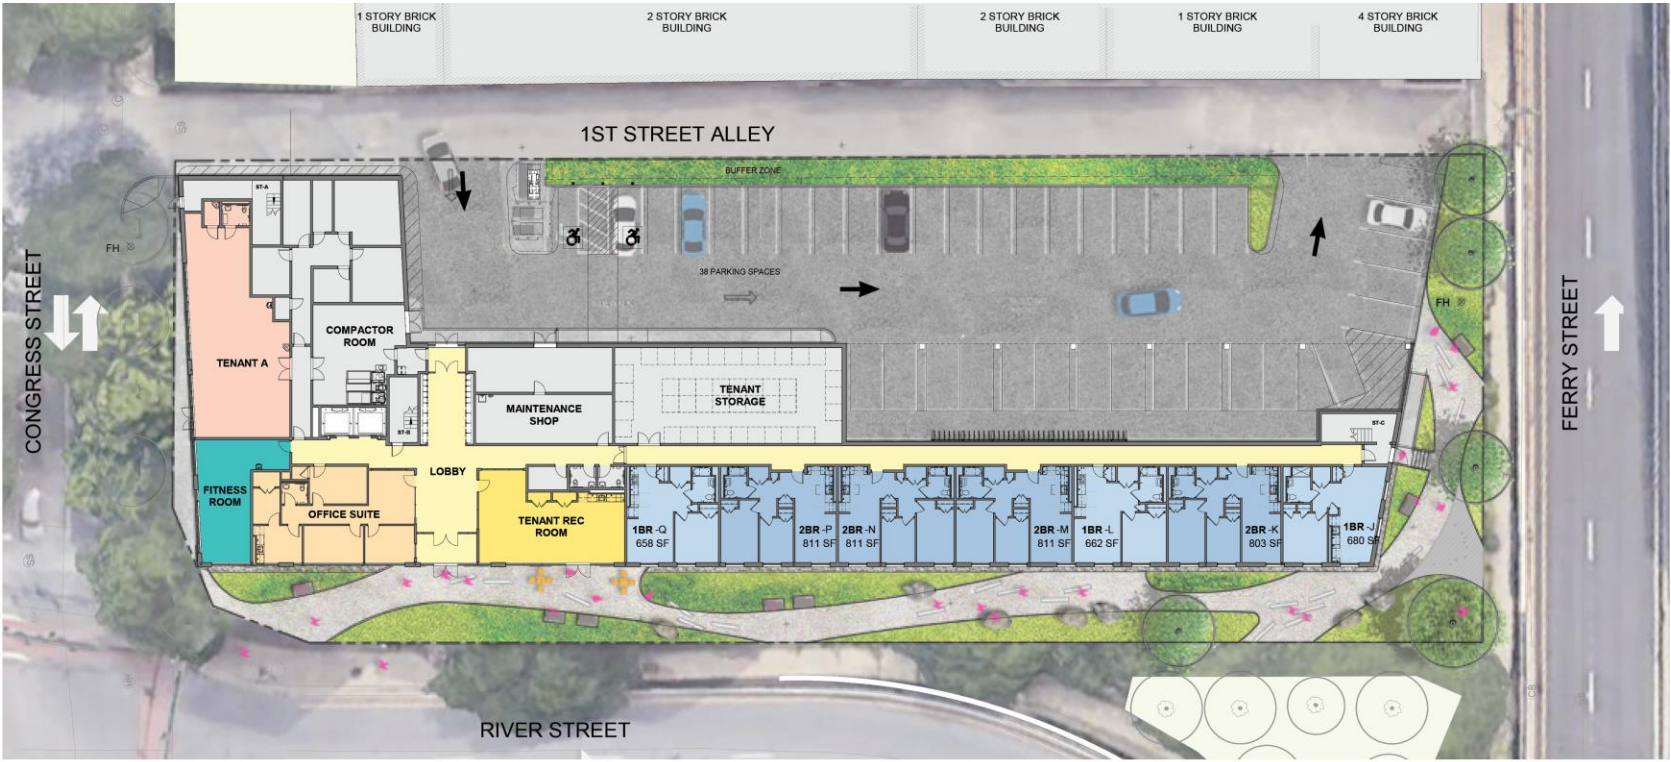 1 STORY BRICK
BUILDING
2 STORY BRICK
BUILDING
2 STORY BRICK
BUILDING
1 STORY BRICK
BUILDING
4 STORY BRICK
BUILDING
1ST STREET ALLEY
BUFFER ZONE
ST-A
FH
38 PARKING SPACES
FH
CONGRESS STREET
FERRY STREET
COMPACTOR
ROOM
TENANT A
TENANT
STORAGE
MAINTENANCE
SHOP
ST-B
ST-C
LOBBY
FITNESS
ROOM
OFFICE SUITE
TENANT REC
ROOM
1BR -Q
658 SF
2BR -P
811 SF
2BR -N
811 SF
2BR -M
811 SF
1BR -L
662 SF
2BR -K
803 SF
1BR -J
680 SF
RIVER STREET